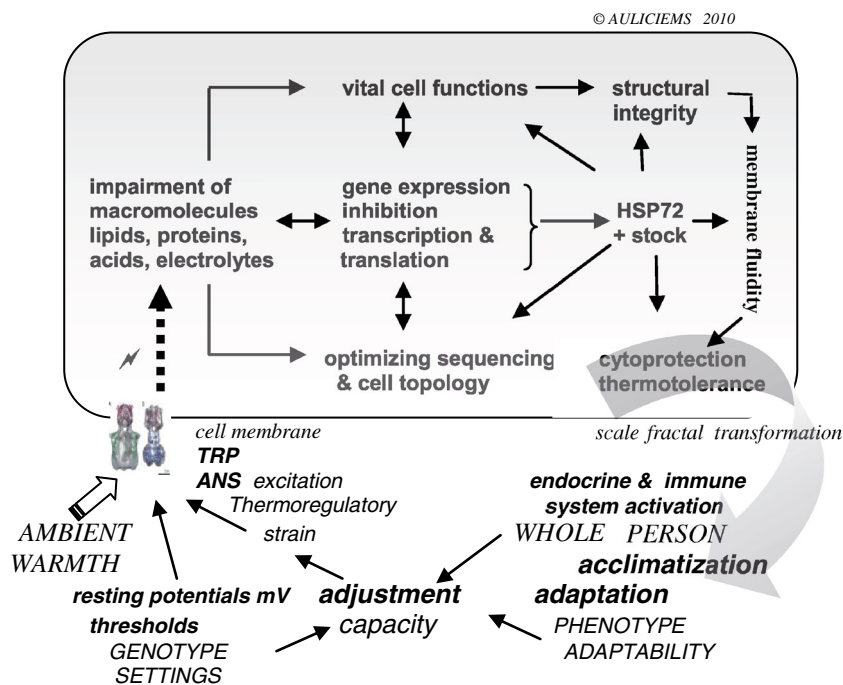 © AULICIEMS 2010
vital cell functions
structural
integrity
membrane fluidity
impairment of
macromolecules
lipids, proteins,
acids, electrolytes
gene expression
inhibition
transcription &
translation
HSP72
+ stock
optimizing sequencing
& cell topology
cytoprotection
thermotolerance
cell membrane
TRP
ANS excitation
Thermoregulatory
strain
scale fractal transformation
endocrine & immune
system activation
WHOLE PERSON
acclimatization
adaptation
AMBIENT
WARMTH
resting potentials mV
thresholds
GENOTYPE
SETTINGS
adjustment
capacity
PHENOTYPE
ADAPTABILITY